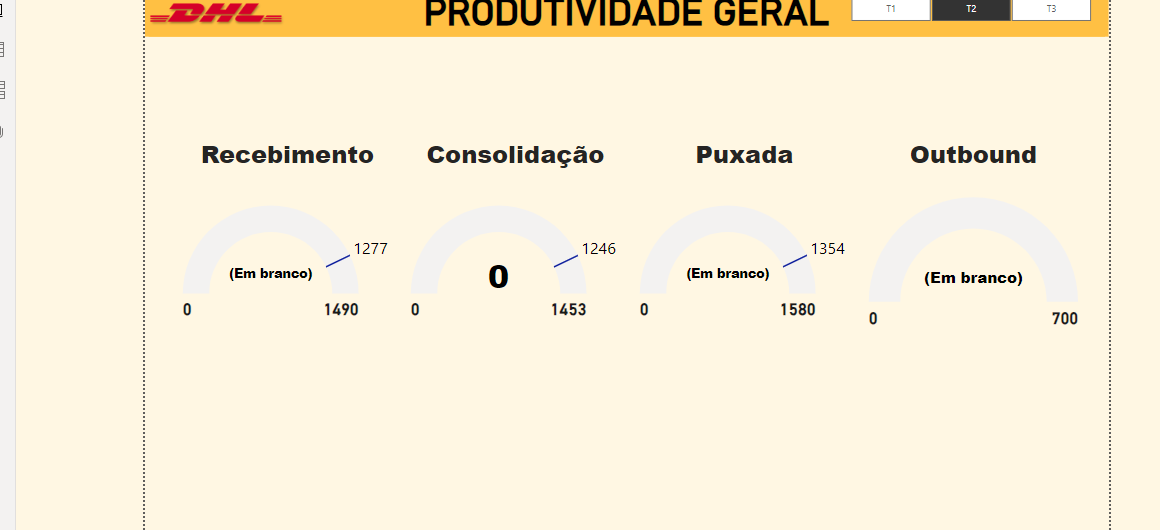 DHL
PRODUTIVIDADE GERAL
T1 T2 T3
Recebimento Consolidação Puxada Outbound
1277 1246 1354
(Em branco) 0 (Em branco) (Em branco)
0 1490 0 1453 0 1580 0 700